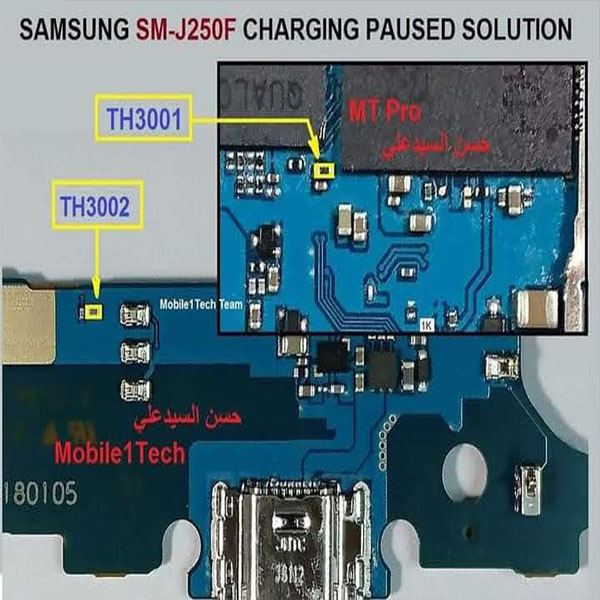 SAMSUNG SM-J250F CHARGING PAUSED SOLUTION
TH3001
MT Pro
حسن السيدعلي
TH3002
Mobile1Tech Team
1K
حسن السيدعلي
Mobile1Tech
180105